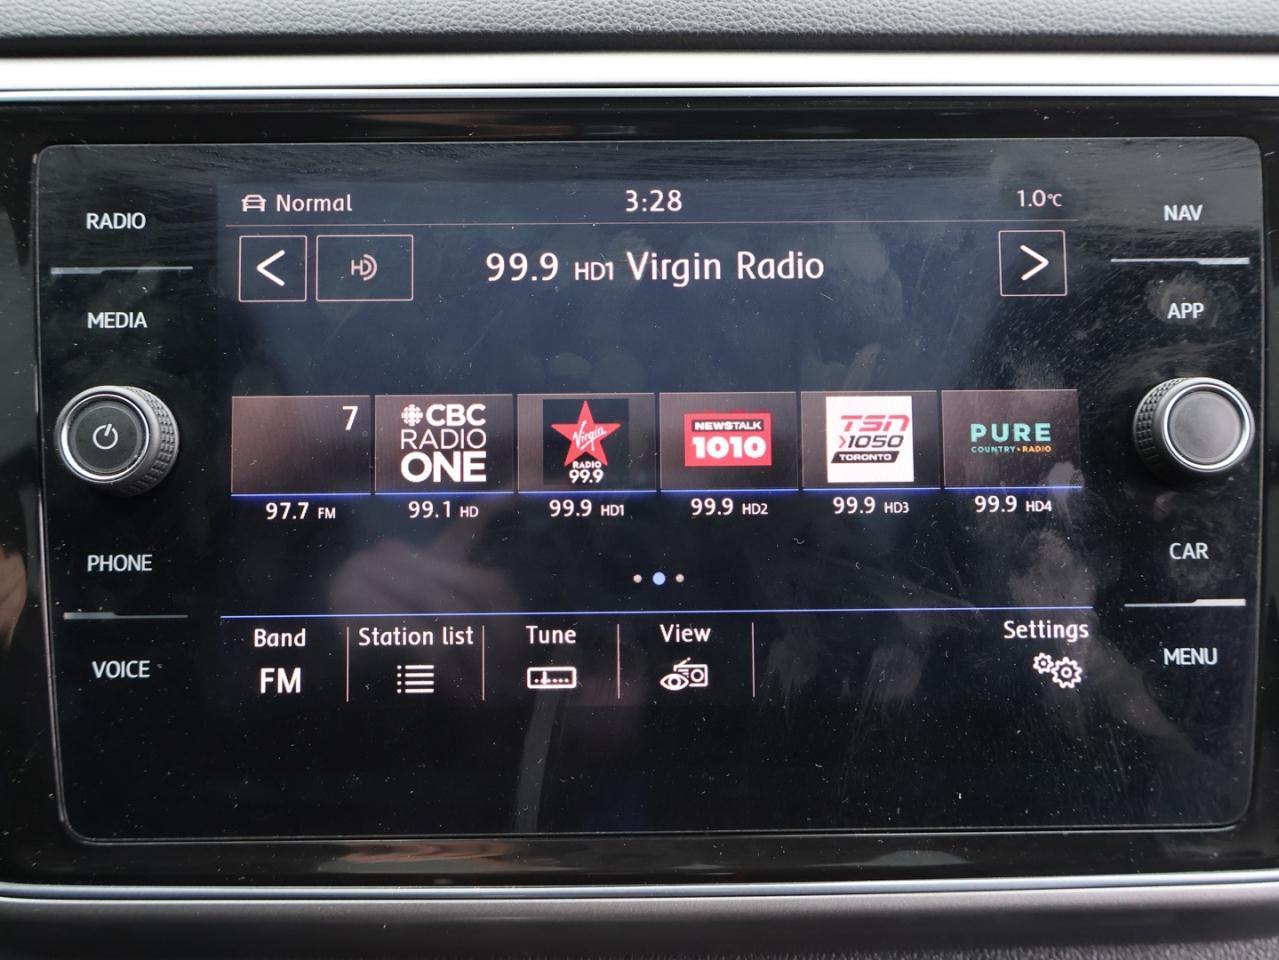 RADIO
MEDIA
PHONE
VOICE
Normal
3:28
1.0°C
HD
99.9 HD1 Virgin Radio
7
97.7 FM
CBC
RADIO
ONE
99.1 HD
Virgin
RADIO
99.9
99.9 HD1
NEWSTALK
1010
99.9 HD2
TSN
1050
TORONTO
99.9 HD3
PURE
COUNTRY RADIO
99.9 HD4
Band
FM
Station list
Tune
View
Settings
NAV
APP
CAR
MENU